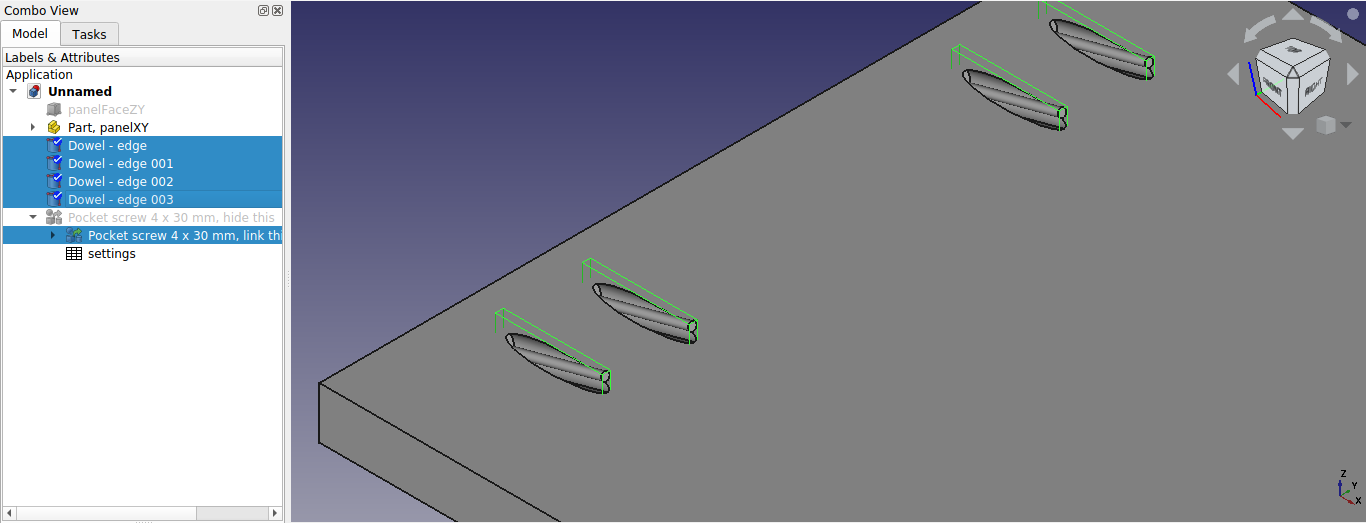 Combo View
Model
Tasks
Labels & Attributes
Application
Unnamed
panelFaceZY
Part, panelXY
Dowel - edge
Dowel - edge 001
Dowel - edge 002
Dowel - edge 003
Pocket screw 4 x 30 mm, hide this
Pocket screw 4 x 30 mm, link thi
settings
FRONT
RIGHT
Z
Y
X